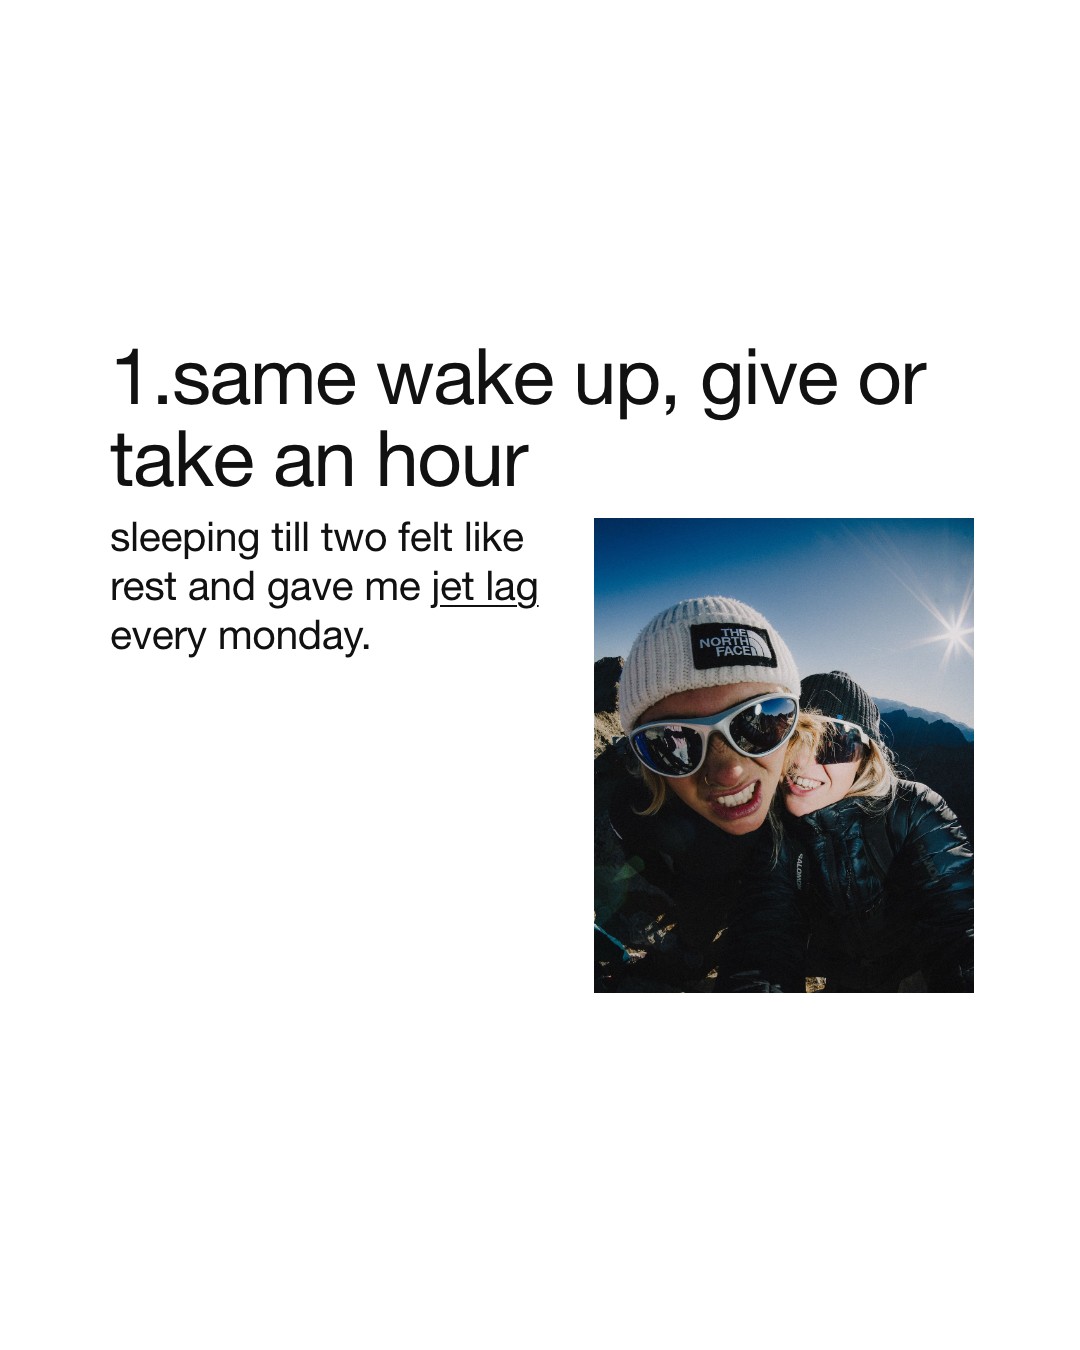 1.same wake up, give or
take an hour
sleeping till two felt like
rest and gave me jet lag
every monday.
THE
NORTH
FACE
SALOMON